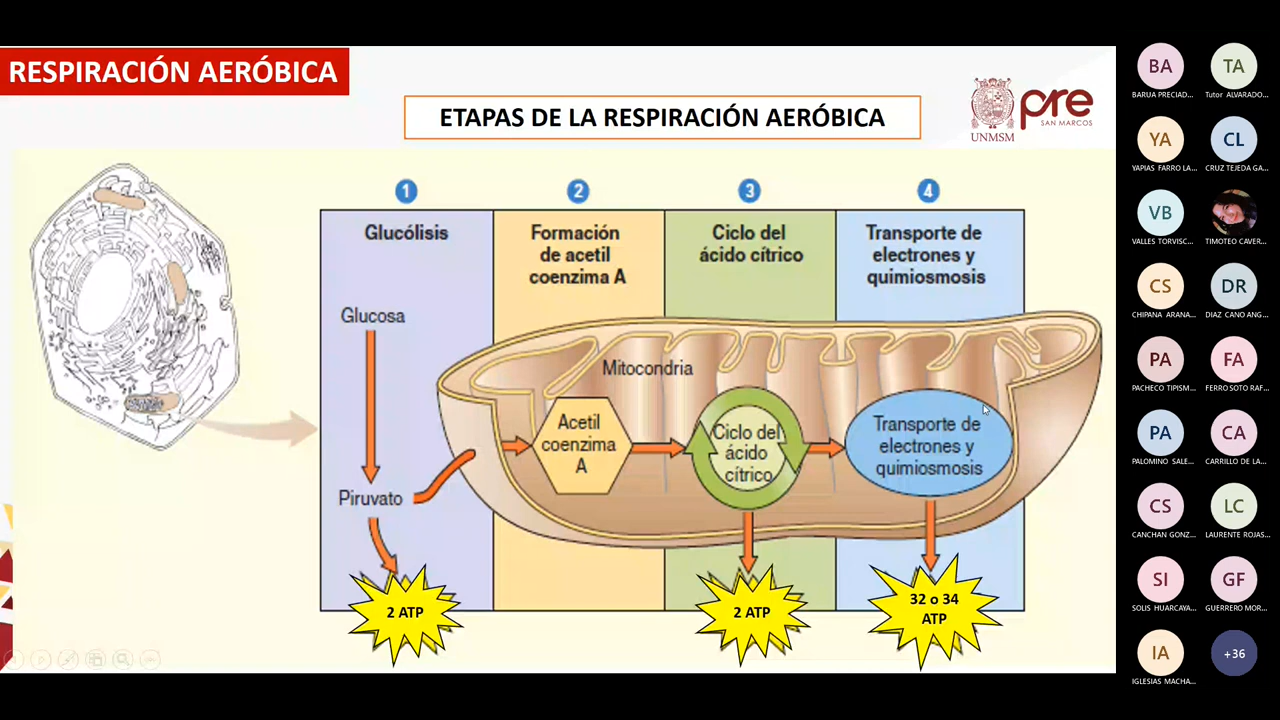 RESPIRACIÓN AERÓBICA
ETAPAS DE LA RESPIRACIÓN AERÓBICA
UNMSM
pre
SAN MARCOS
1
2
3
4
Glucólisis
Formación
de acetil
coenzima A
Ciclo del
ácido cítrico
Transporte de
electrones y
quimiosmosis
Glucosa
Mitocondria
Acetil
coenzima
A
Ciclo del
ácido
cítrico
Transporte de
electrones y
quimiosmosis
Piruvato
2 ATP
2 ATP
32 o 34
ATP
BA
BARUA PRECIAD...
TA
Tutor ALVARADO...
YA
YAPIAS FARRO LA...
CL
CRUZ TEJEDA GA...
VB
VALLES TORVISC...
TIMOTEO CAVER...
CS
CHIPANA ARANA...
DR
DIAZ CANO ANG...
PA
PACHECO TIPISM...
FA
FERRO SOTO RAF...
PA
PALOMINO SALE...
CA
CARRILLO DE LA...
CS
CANCHAN GONZ...
LC
LAURENTE ROJAS...
SI
SOLIS HUARCAYA...
GF
GUERRERO MOR...
IA
IGLESIAS MACHA...
+36